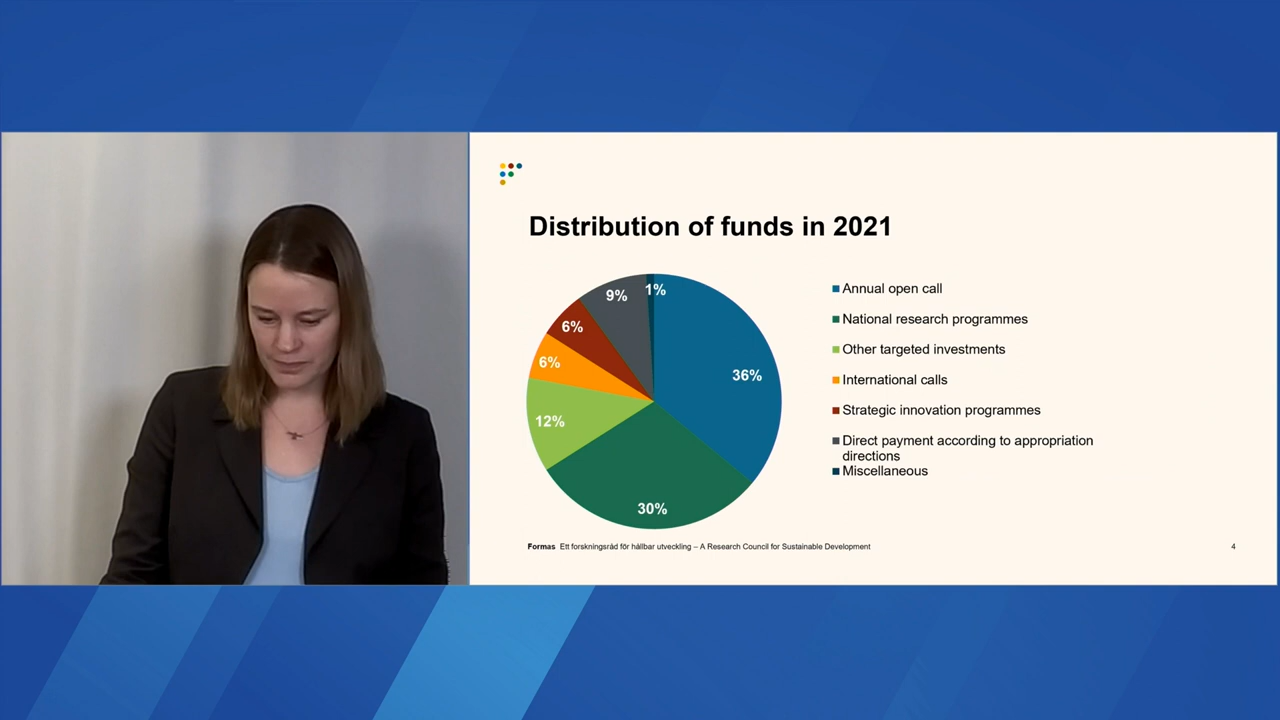 Distribution of funds in 2021
1%
9%
6%
6%
36%
12%
30%
Annual open call
National research programmes
Other targeted investments
International calls
Strategic innovation programmes
Direct payment according to appropriation
directions
Miscellaneous
Formas Ett forskningsråd för hållbar utveckling – A Research Council for Sustainable Development
4